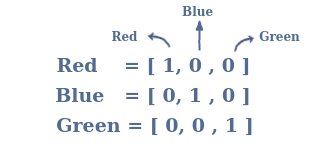 Blue
Red Green
Red = [ 1, 0 , 0 ]
Blue = [ 0, 1 , 0 ]
Green = [ 0, 0 , 1 ]